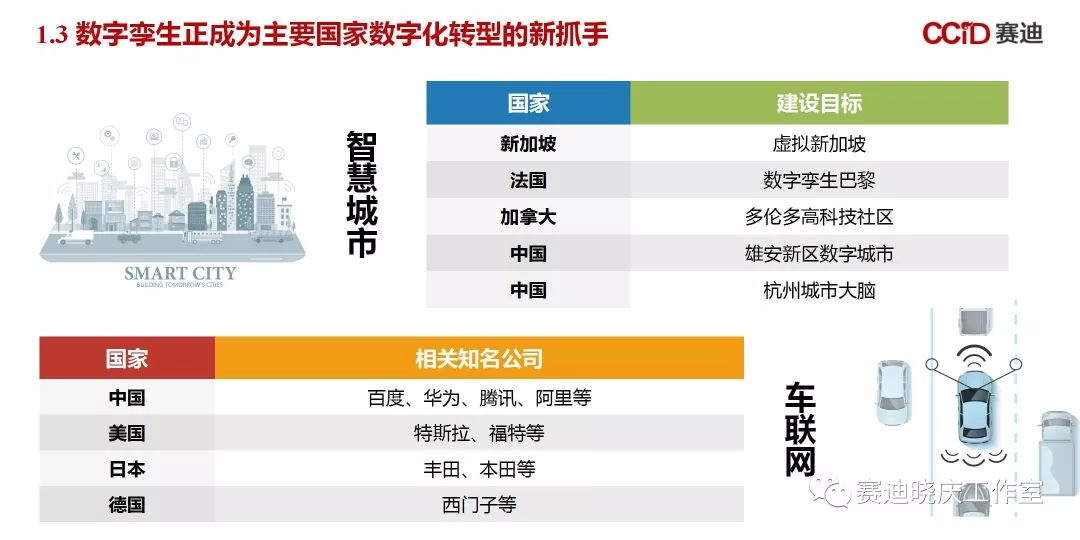 1.3 数字孪生正成为主要国家数字化转型的新抓手
CCID 赛迪
SMART CITY
BUILDING TOMORROW'S CITIES
智慧城市
国家 建设目标
新加坡 虚拟新加坡
法国 数字孪生巴黎
加拿大 多伦多高科技社区
中国 雄安新区数字城市
中国 杭州城市大脑
国家 相关知名公司
中国 百度、华为、腾讯、阿里等
美国 特斯拉、福特等
日本 丰田、本田等
德国 西门子等
车联网
赛迪晓庆工作室